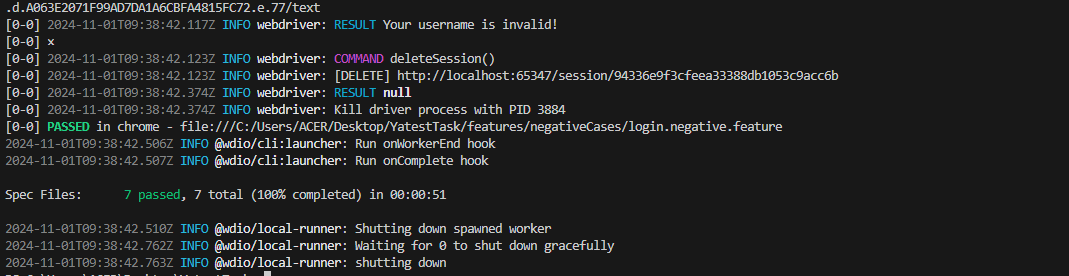 .d.A063E2071F99AD7DA1A6CBFA4815FC72.e.77/text
[0-0] 2024-11-01T09:38:42.117Z INFO webdriver: RESULT Your username is invalid!
[0-0] x
[0-0] 2024-11-01T09:38:42.123Z INFO webdriver: COMMAND deleteSession()
[0-0] 2024-11-01T09:38:42.123Z INFO webdriver: [DELETE] http://localhost:65347/session/94336e9f3cfeea33388db1053c9acc6b
[0-0] 2024-11-01T09:38:42.374Z INFO webdriver: RESULT null
[0-0] 2024-11-01T09:38:42.374Z INFO webdriver: Kill driver process with PID 3884
[0-0] PASSED in chrome - file:///C:/Users/ACER/Desktop/YatestTask/features/negativeCases/login.negative.feature
2024-11-01T09:38:42.506Z INFO @wdio/cli:launcher: Run onWorkerEnd hook
2024-11-01T09:38:42.507Z INFO @wdio/cli:launcher: Run onComplete hook
Spec Files:      7 passed, 7 total (100% completed) in 00:00:51
2024-11-01T09:38:42.510Z INFO @wdio/local-runner: Shutting down spawned worker
2024-11-01T09:38:42.762Z INFO @wdio/local-runner: Waiting for 0 to shut down gracefully
2024-11-01T09:38:42.763Z INFO @wdio/local-runner: shutting down